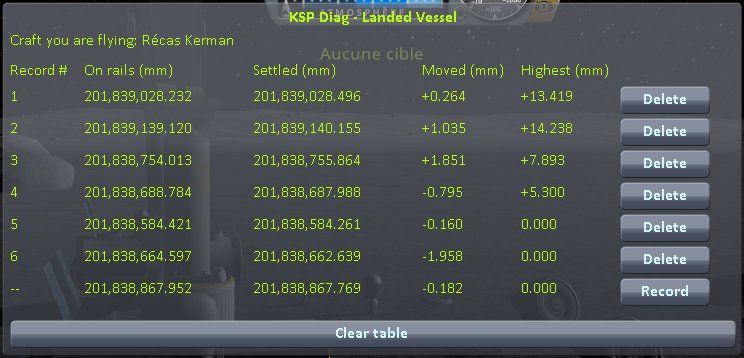 ATMOSPHÈRE
KSP Diag - Landed Vessel
Craft you are flying: Récas Kerman
Aucune cible
Record # On rails (mm) Settled (mm) Moved (mm) Highest (mm)
1 201,839,028.232 201,839,028.496 +0.264 +13.419 Delete
2 201,839,139.120 201,839,140.155 +1.035 +14.238 Delete
3 201,838,754.013 201,838,755.864 +1.851 +7.893 Delete
4 201,838,688.784 201,838,687.988 -0.795 +5.300 Delete
5 201,838,584.421 201,838,584.261 -0.160 0.000 Delete
6 201,838,664.597 201,838,662.639 -1.958 0.000 Delete
-- 201,838,867.952 201,838,867.769 -0.182 0.000 Record
Clear table